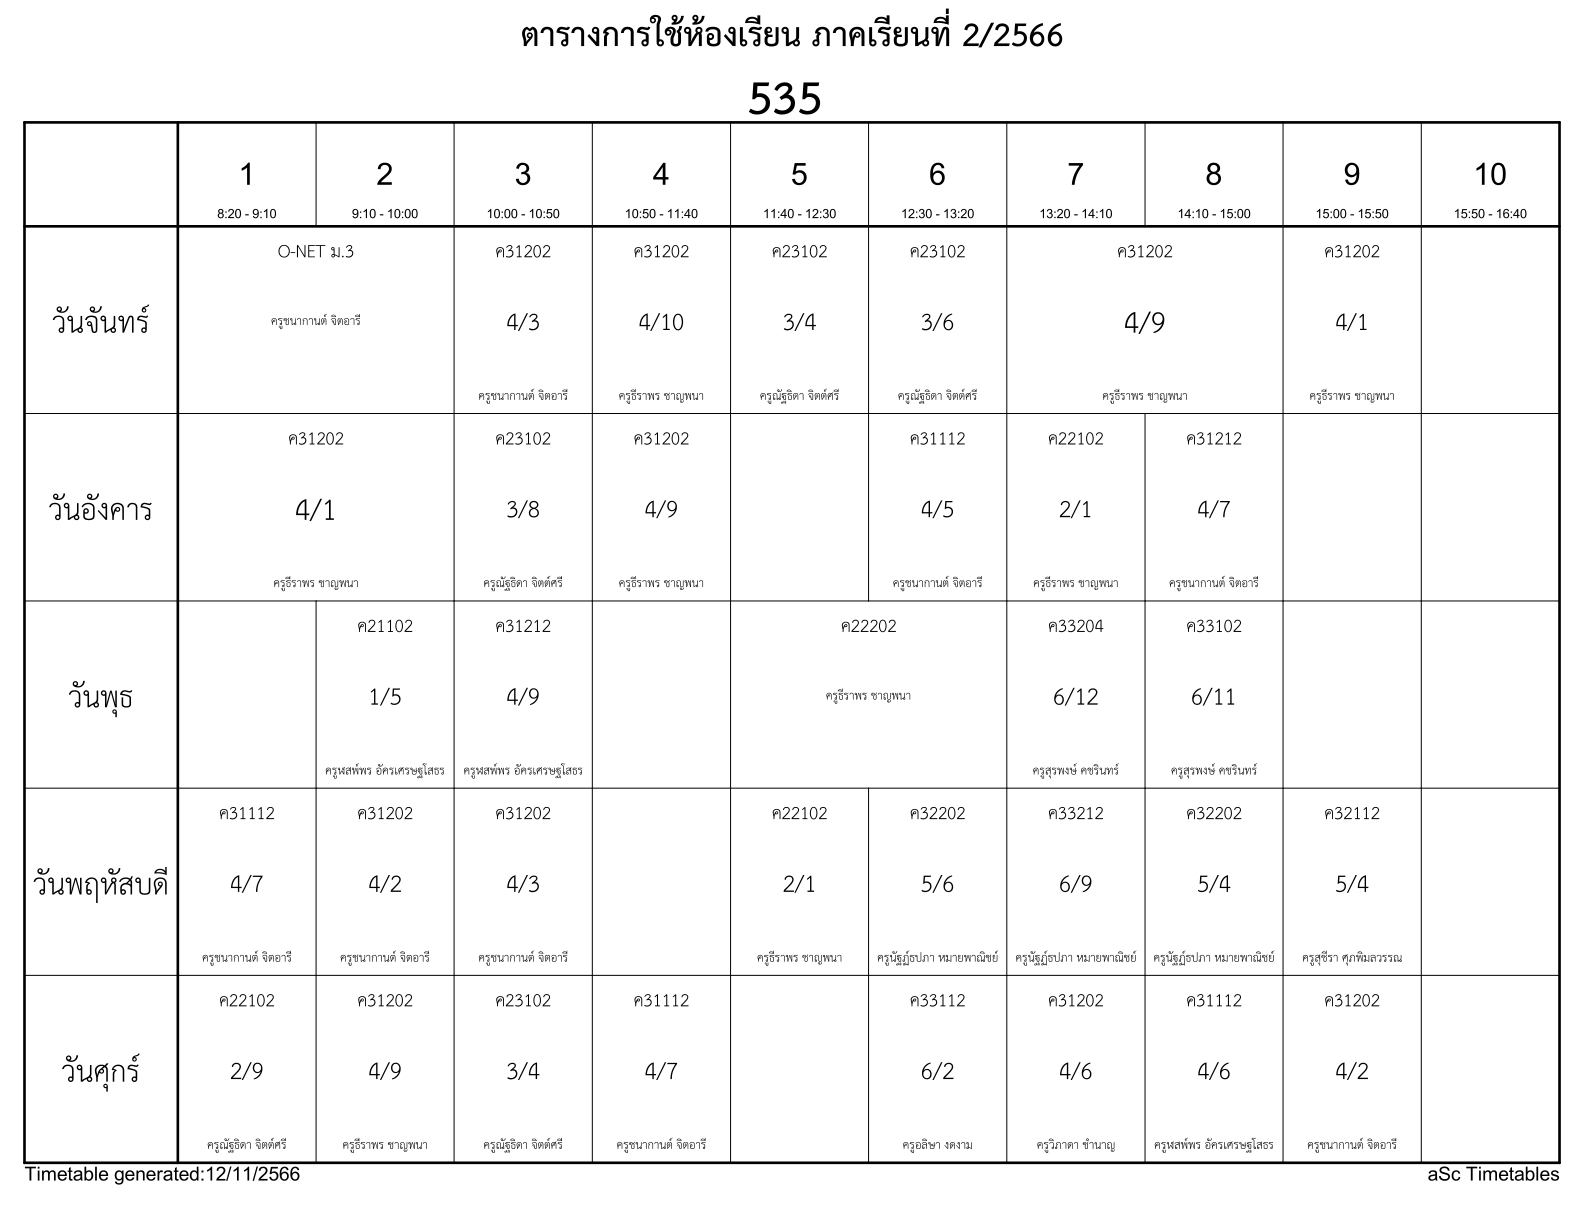 ตารางการใช้ห้องเรียน ภาคเรียนที่ 2/2566
535
1 2 3 4 5 6 7 8 9 10
8:20 - 9:10 9:10 - 10:00 10:00 - 10:50 10:50 - 11:40 11:40 - 12:30 12:30 - 13:20 13:20 - 14:10 14:10 - 15:00 15:00 - 15:50 15:50 - 16:40
O-NET ม.3 ค31202 ค31202 ค23102 ค23102 ค31202 ค31202
วันจันทร์ ครูชนากานต์ จิตอารี 4/3 4/10 3/4 3/6 4/9 4/1
ครูชนากานต์ จิตอารี ครูธีราพร ชาญพนา ครูณัฐธิดา จิตต์ศรี ครูณัฐธิดา จิตต์ศรี ครูธีราพร ชาญพนา ครูธีราพร ชาญพนา
ค31202 ค23102 ค31202 ค31112 ค22102 ค31212
วันอังคาร 4/1 3/8 4/9 4/5 2/1 4/7
ครูธีราพร ชาญพนา ครูณัฐธิดา จิตต์ศรี ครูธีราพร ชาญพนา ครูชนากานต์ จิตอารี ครูธีราพร ชาญพนา ครูชนากานต์ จิตอารี
ค21102 ค31212 ค22202 ค33204 ค33102
วันพุธ 1/5 4/9 ครูธีราพร ชาญพนา 6/12 6/11
ครูหสพ์พร อัครเศรษฐโสธร ครูหสพ์พร อัครเศรษฐโสธร ครูสุรพงษ์ คชรินทร์ ครูสุรพงษ์ คชรินทร์
ค31112 ค31202 ค31202 ค22102 ค32202 ค33212 ค32202 ค32112
วันพฤหัสบดี 4/7 4/2 4/3 2/1 5/6 6/9 5/4 5/4
ครูชนากานต์ จิตอารี ครูชนากานต์ จิตอารี ครูชนากานต์ จิตอารี ครูธีราพร ชาญพนา ครูนัฐฏ์ธปภา หมายพาณิชย์ ครูนัฐฏ์ธปภา หมายพาณิชย์ ครูนัฐฏ์ธปภา หมายพาณิชย์ ครูสุชีรา ศุภพิมลวรรณ
ค22102 ค31202 ค23102 ค31112 ค33112 ค31202 ค31112 ค31202
วันศุกร์ 2/9 4/9 3/4 4/7 6/2 4/6 4/6 4/2
ครูณัฐธิดา จิตต์ศรี ครูธีราพร ชาญพนา ครูณัฐธิดา จิตต์ศรี ครูชนากานต์ จิตอารี ครูอลิษา งดงาม ครูวิภาดา ชำนาญ ครูหสพ์พร อัครเศรษฐโสธร ครูชนากานต์ จิตอารี
Timetable generated:12/11/2566 aSc Timetables